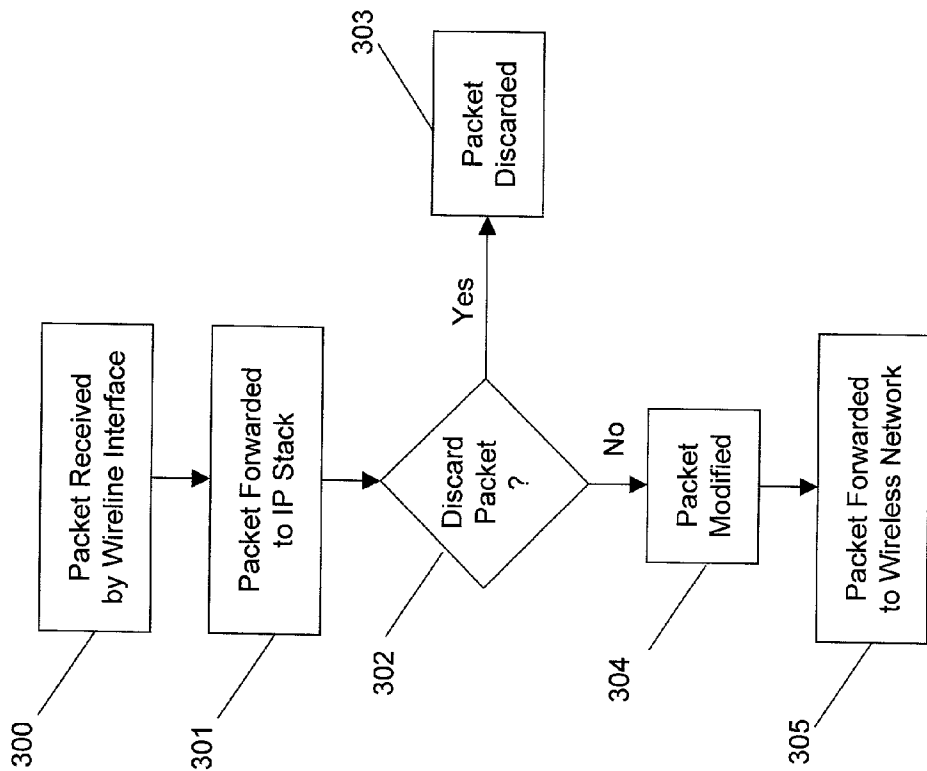 300
Packet Received
by Wireline Interface
301
Packet Forwarded
to IP Stack
302
Discard
Packet
?
Yes
303
Packet
Discarded
No
304
Packet
Modified
305
Packet Forwarded
to Wireless Network